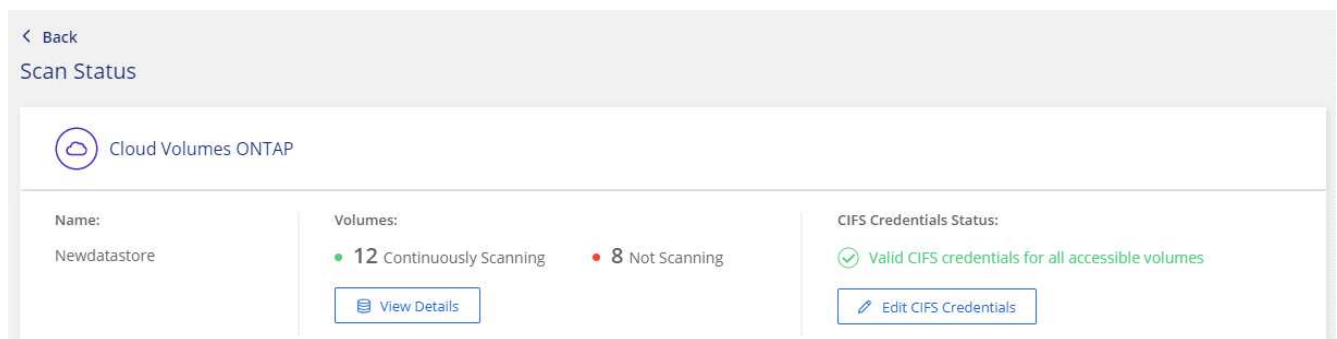 Back
Scan Status
Cloud Volumes ONTAP
Name:
Newdatastore
Volumes:
12 Continuously Scanning
8 Not Scanning
View Details
CIFS Credentials Status:
Valid CIFS credentials for all accessible volumes
Edit CIFS Credentials